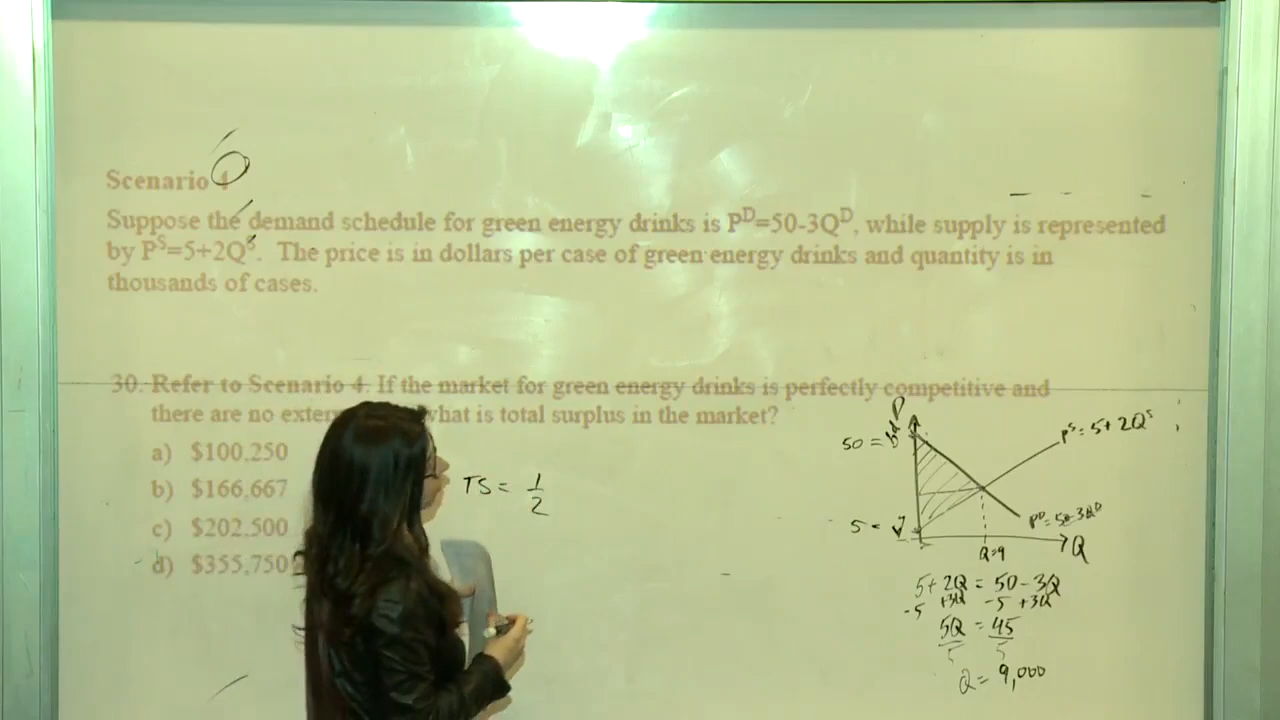 Scenario 4
Suppose the demand schedule for green energy drinks is P^D=50-3Q^D, while supply is represented
by P^S=5+2Q^S. The price is in dollars per case of green energy drinks and quantity is in
thousands of cases.
30. Refer to Scenario 4. If the market for green energy drinks is perfectly competitive and
there are no what is total surplus in the market?
a) $100,250
b) $166,667
c) $202,500
d) $355,750
TS = 1/2
P
50 =
P^S = 5 + 2Q^S
5 =
P^D = 50-3Q^D
Q=9
Q
5 + 2Q = 50 - 3Q
-5 +3Q -5 +3Q
5Q = 45
5 5
Q = 9,000